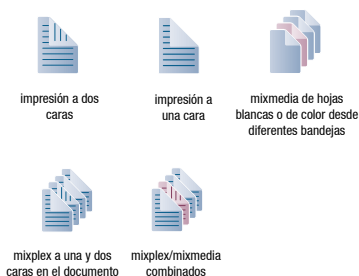 impresión a dos
caras
impresión a
una cara
mixmedia de hojas
blancas o de color desde
diferentes bandejas
mixplex a una y dos
caras en el documento
mixplex/mixmedia
combinados